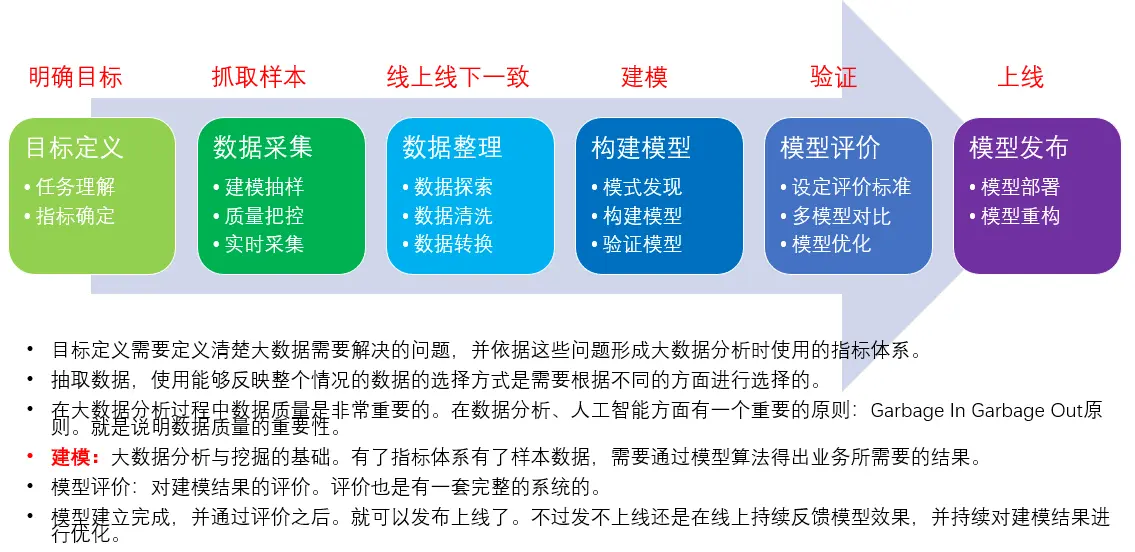 明确目标
抓取样本
线上线下一致
建模
验证
上线
目标定义
• 任务理解
• 指标确定
数据采集
• 建模抽样
• 质量把控
• 实时采集
数据整理
• 数据探索
• 数据清洗
• 数据转换
构建模型
• 模式发现
• 构建模型
• 验证模型
模型评价
• 设定评价标准
• 多模型对比
• 模型优化
模型发布
• 模型部署
• 模型重构
• 目标定义需要定义清楚大数据需要解决的问题，并依据这些问题形成大数据分析时使用的指标体系。
• 抽取数据，使用能够反映整个情况的数据的选择方式是需要根据不同的方面进行选择的。
• 在大数据分析过程中数据质量是非常重要的。在数据分析、人工智能方面有一个重要的原则：Garbage In Garbage Out原
则。就是说明数据质量的重要性。
• 建模：大数据分析与挖掘的基础。有了指标体系有了样本数据，需要通过模型算法得出业务所需要的结果。
• 模型评价：对建模结果的评价。评价也是有一套完整的系统的。
• 模型建立完成，并通过评价之后。就可以发布上线了。不过发不上线还是在线上持续反馈模型效果，并持续对建模结果进
行优化。